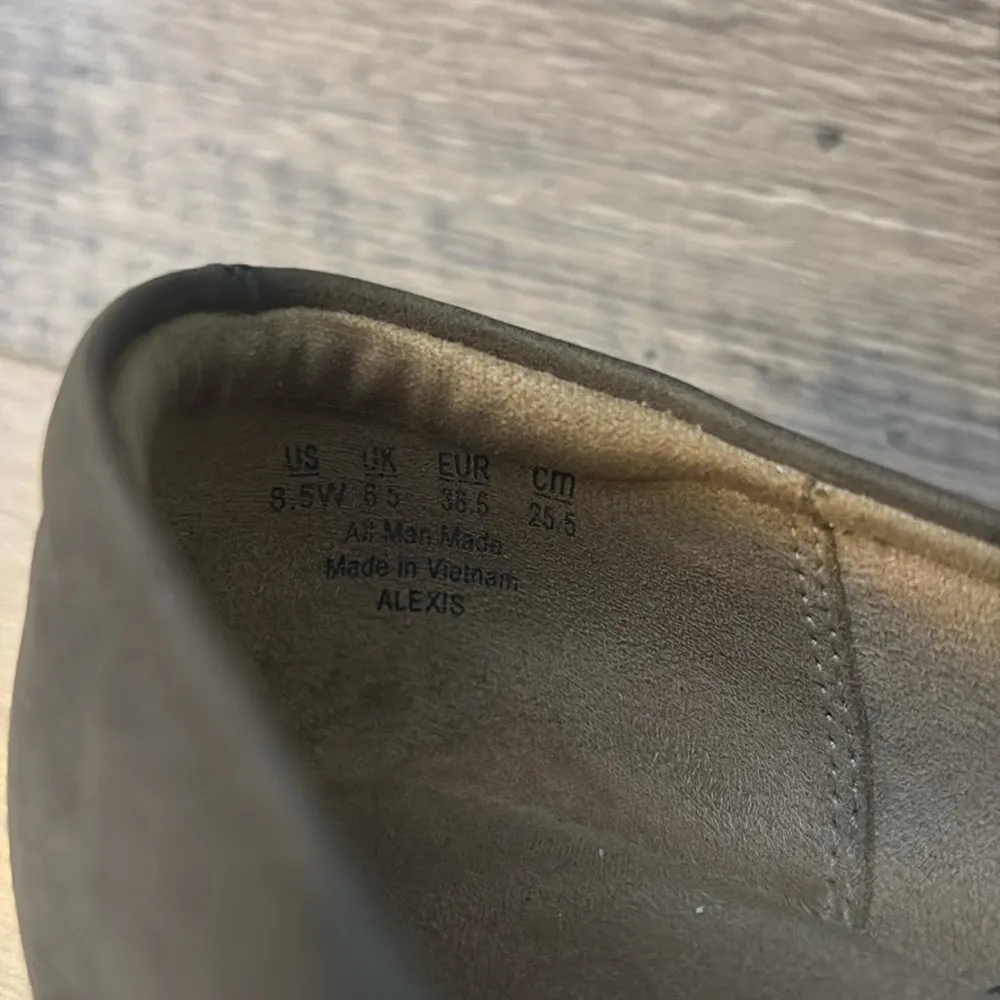 US UK EUR cm
8.5W 6.5 38.5 25.5
All Man Made
Made in Vietnam
ALEXIS